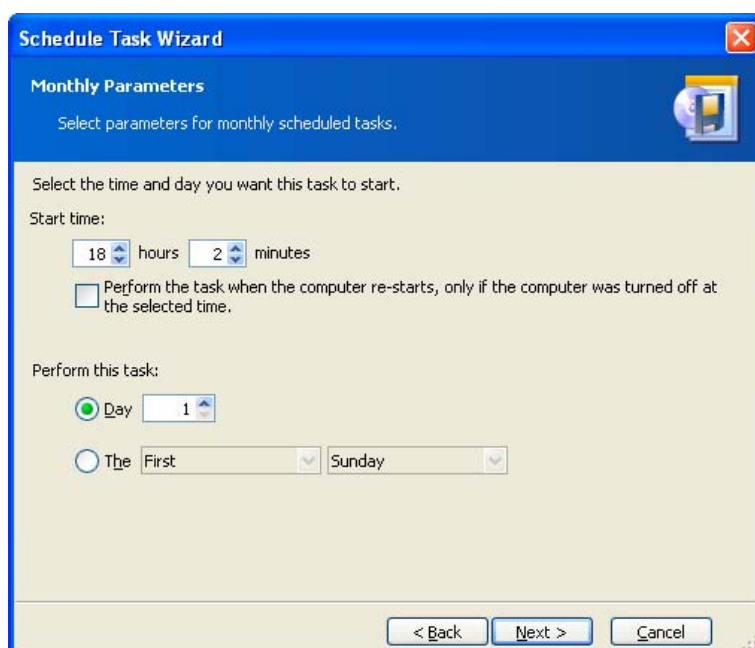 Schedule Task Wizard
Monthly Parameters
Select parameters for monthly scheduled tasks.
Select the time and day you want this task to start.
Start time:
18 hours 2 minutes
Perform the task when the computer re-starts, only if the computer was turned off at
the selected time.
Perform this task:
Day 1
The First Sunday
< Back Next > Cancel